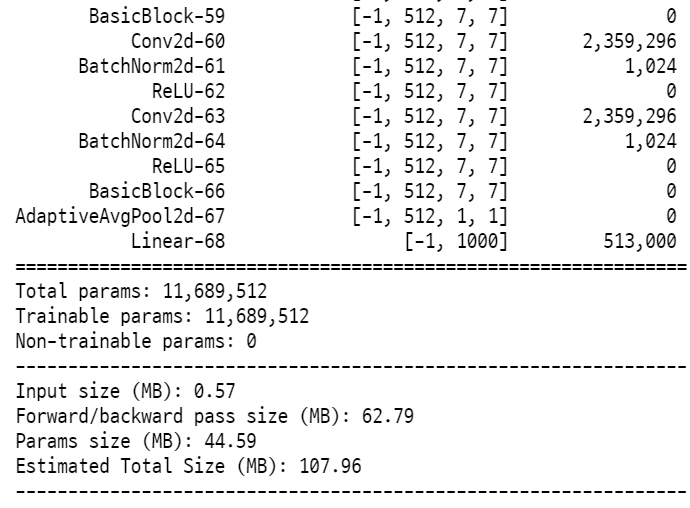 BasicBlock-59 [-1, 512, 7, 7] 0
Conv2d-60 [-1, 512, 7, 7] 2,359,296
BatchNorm2d-61 [-1, 512, 7, 7] 1,024
ReLU-62 [-1, 512, 7, 7] 0
Conv2d-63 [-1, 512, 7, 7] 2,359,296
BatchNorm2d-64 [-1, 512, 7, 7] 1,024
ReLU-65 [-1, 512, 7, 7] 0
BasicBlock-66 [-1, 512, 7, 7] 0
AdaptiveAvgPool2d-67 [-1, 512, 1, 1] 0
Linear-68 [-1, 1000] 513,000
================================================================
Total params: 11,689,512
Trainable params: 11,689,512
Non-trainable params: 0
----------------------------------------------------------------
Input size (MB): 0.57
Forward/backward pass size (MB): 62.79
Params size (MB): 44.59
Estimated Total Size (MB): 107.96
----------------------------------------------------------------